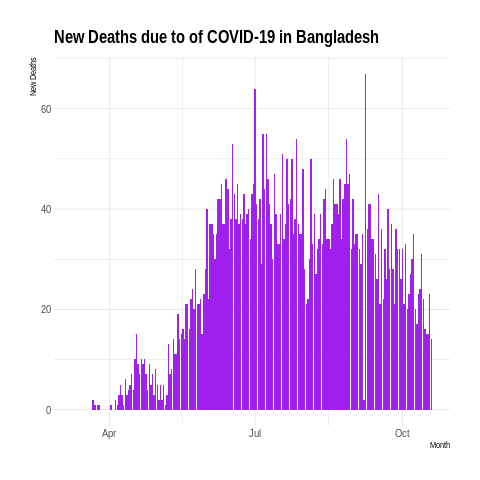 New Deaths due to of COVID-19 in Bangladesh
New Deaths
60
40
20
0
Apr
Jul
Oct
Month